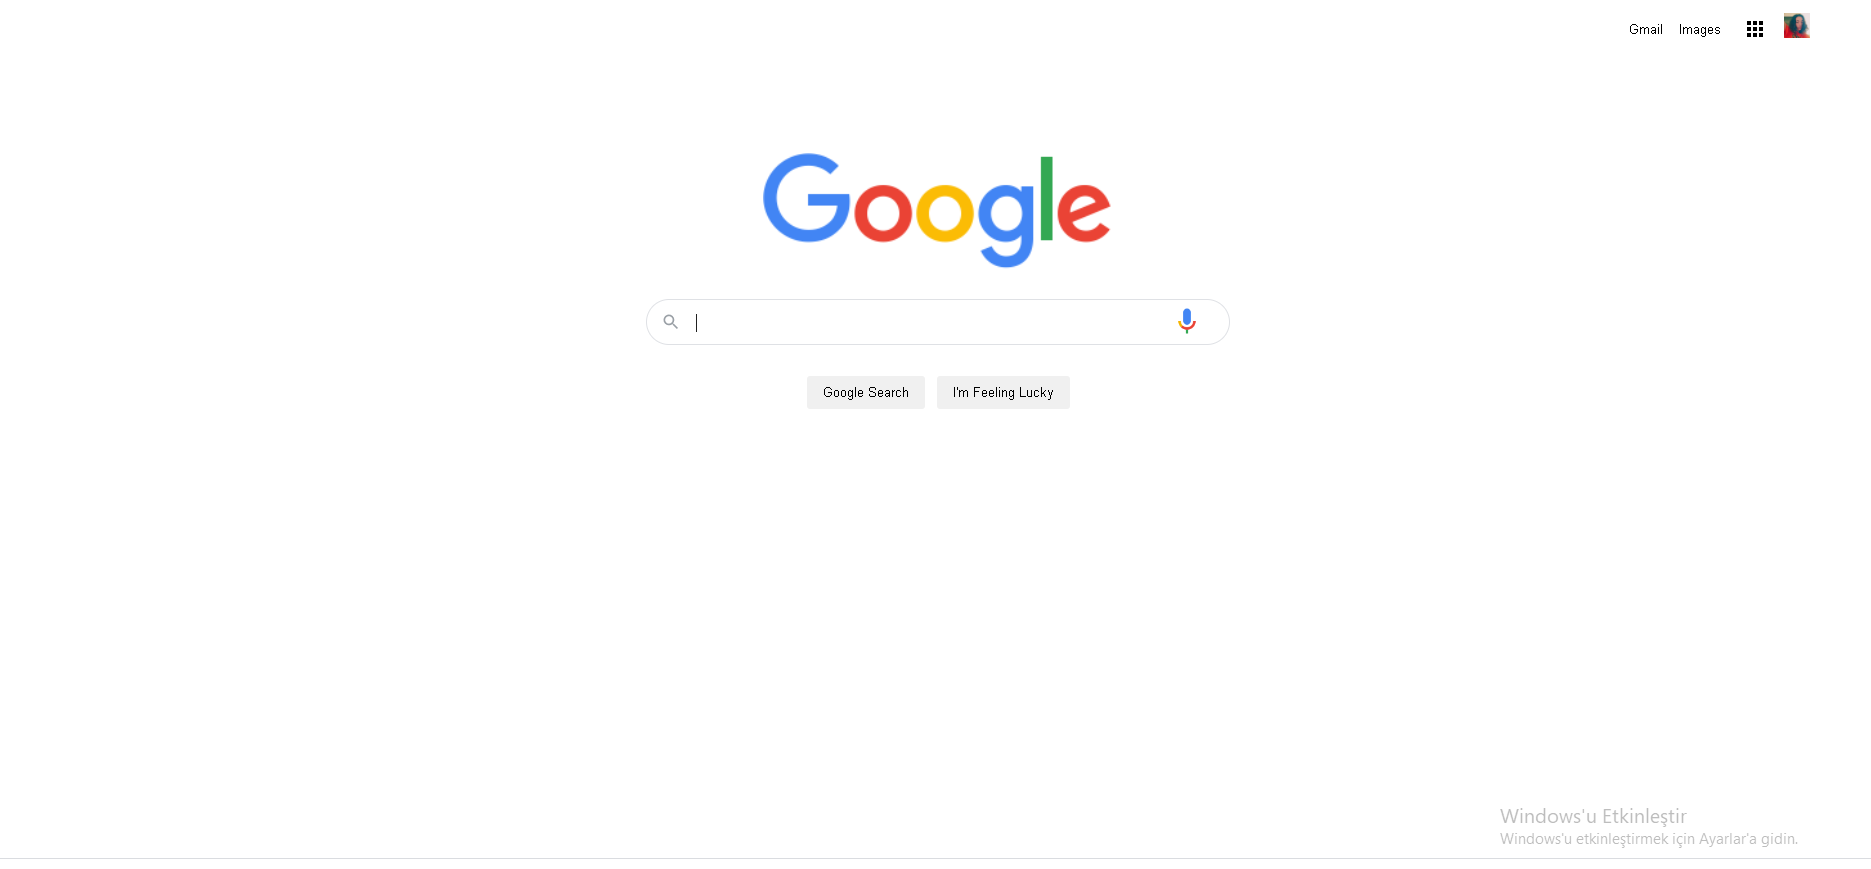 Gmail Images
Google
Google Search I'm Feeling Lucky
Windows'u Etkinleştir
Windows'u etkinleştirmek için Ayarlar'a gidin.